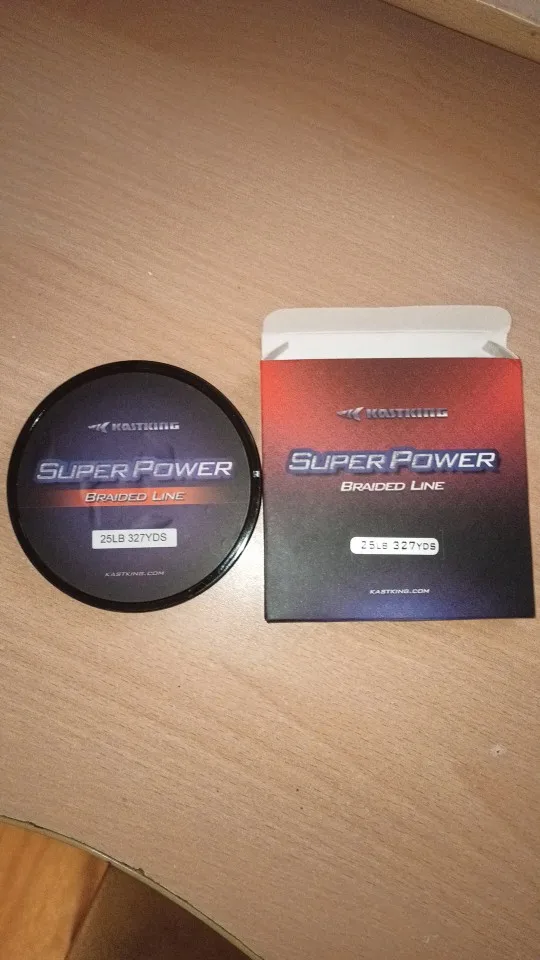 KASTKING
SUPER POWER
BRAIDED LINE
25LB 327YDS
KASTKING.COM
KASTKING
SUPER POWER
BRAIDED LINE
25LB 327YDS
KASTKING.COM